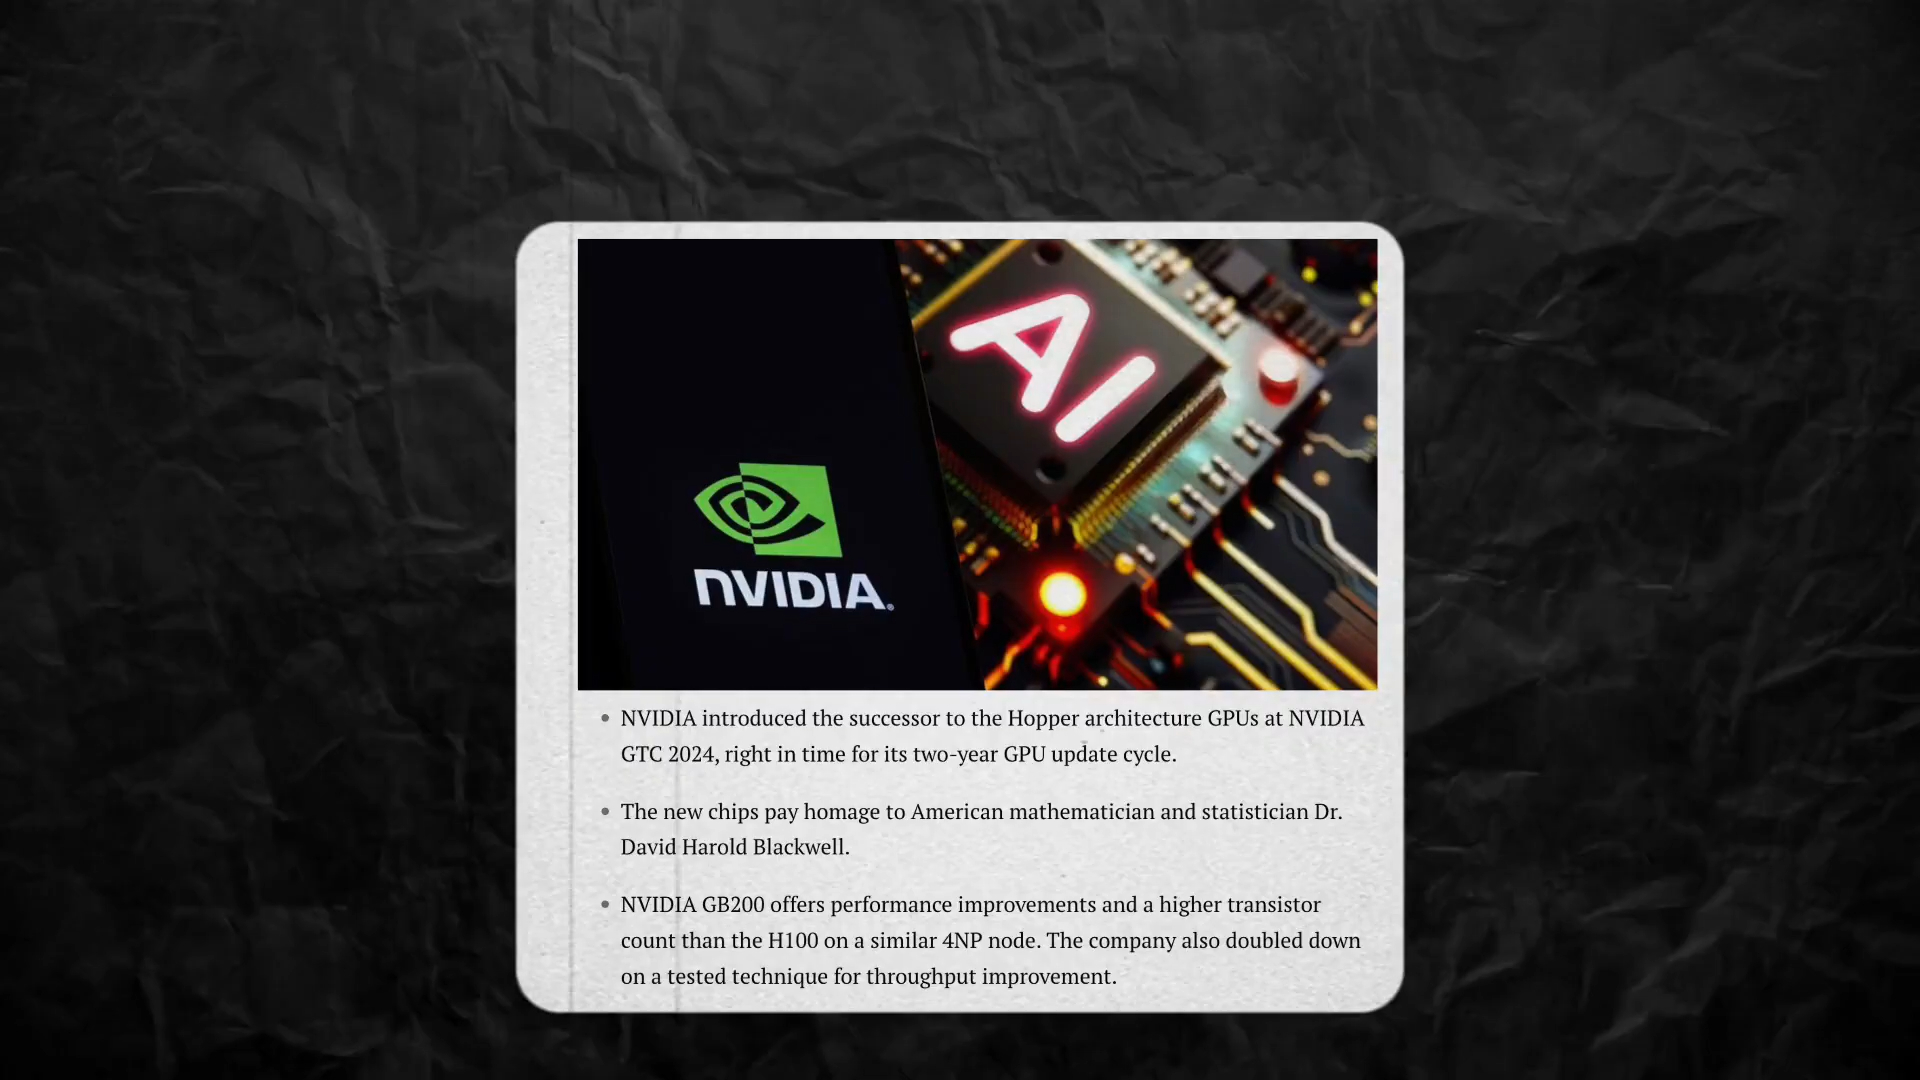 AI
NVIDIA.
• NVIDIA introduced the successor to the Hopper architecture GPUs at NVIDIA
GTC 2024, right in time for its two-year GPU update cycle.
• The new chips pay homage to American mathematician and statistician Dr.
David Harold Blackwell.
• NVIDIA GB200 offers performance improvements and a higher transistor
count than the H100 on a similar 4NP node. The company also doubled down
on a tested technique for throughput improvement.